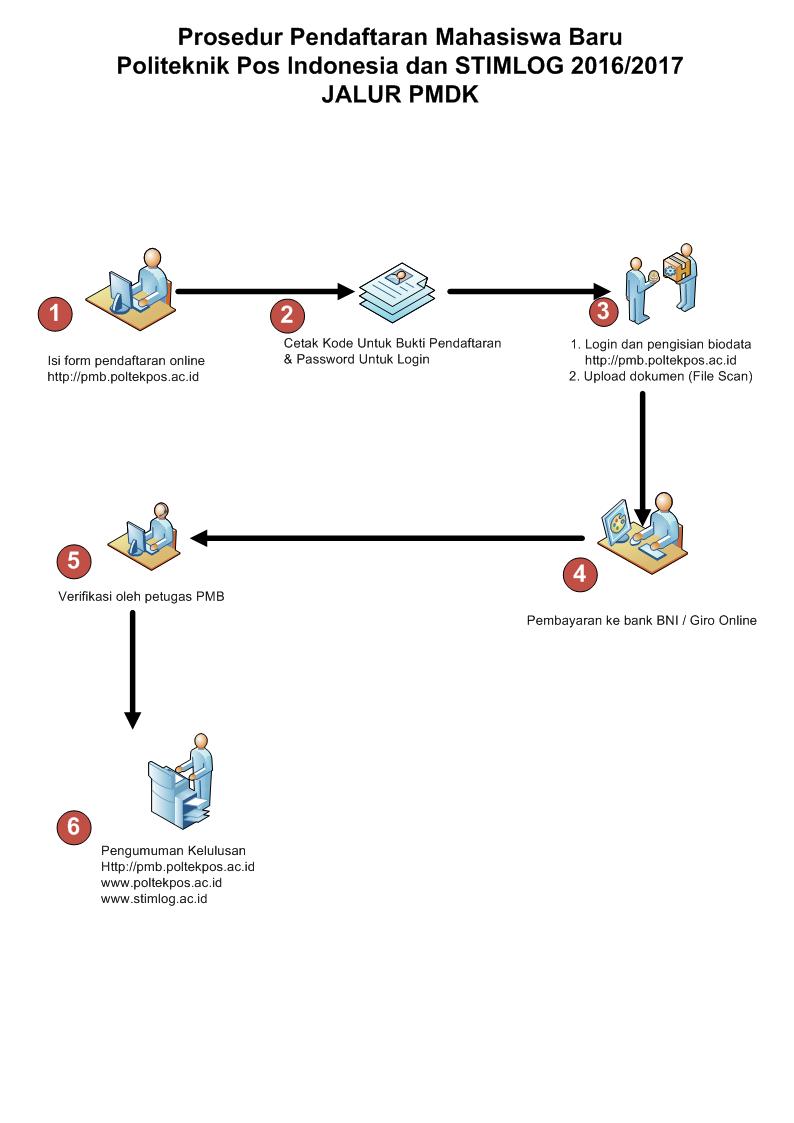 Prosedur Pendaftaran Mahasiswa Baru
Politeknik Pos Indonesia dan STIMLOG 2016/2017
JALUR PMDK
1
Isi form pendaftaran online
http://pmb.poltekpos.ac.id
2
Cetak Kode Untuk Bukti Pendaftaran
& Password Untuk Login
3
1. Login dan pengisian biodata
http://pmb.poltekpos.ac.id
2. Upload dokumen (File Scan)
4
Pembayaran ke bank BNI / Giro Online
5
Verifikasi oleh petugas PMB
6
Pengumuman Kelulusan
Http://pmb.poltekpos.ac.id
www.poltekpos.ac.id
www.stimlog.ac.id